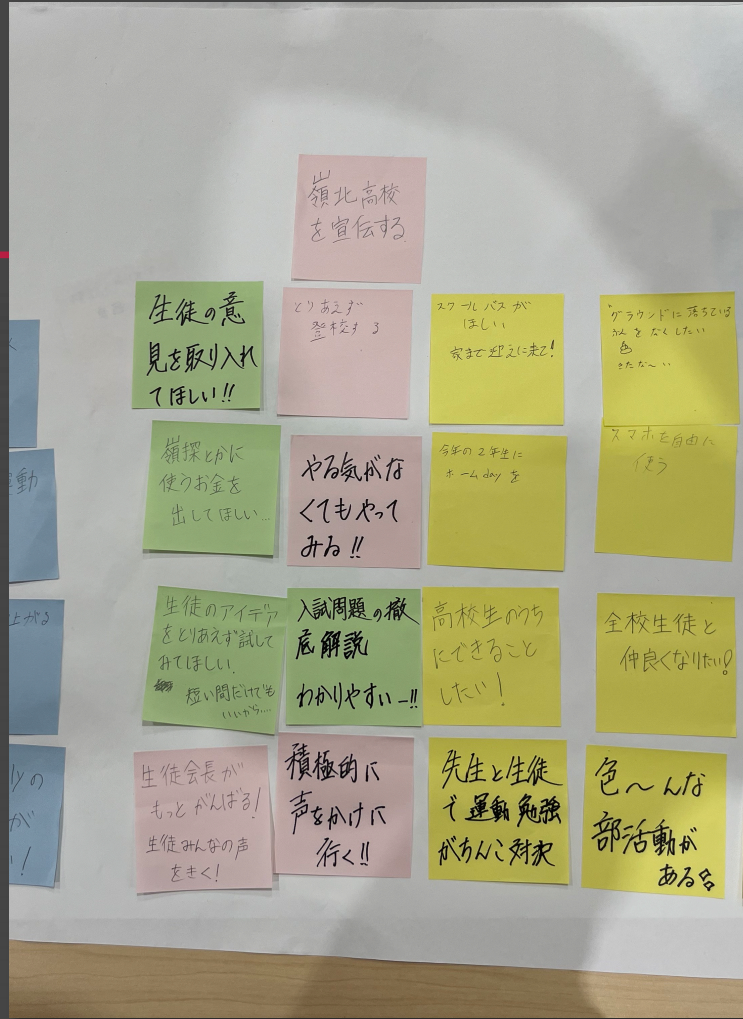 嶺北高校
を宣伝する
生徒の意
見を取り入れ
てほしい!!
とりあえず
登校する
スクールバスが
ほしい
家まで迎えに来て!
グラウンドに落ちている
をなくしたい
きたな〜い
嶺探とかに
使うお金を
出してほしい...
やる気がな
くてもやって
みる!!
今年の2年生に
ホームdayを
スマホを自由に
使う
生徒のアイデア
をとりあえず試して
みてほしい.
短い間だけでも
いいから....
入試問題の徹
底解説
わかりやすいー!!
高校生のうち
にできること
したい!
全校生徒と
仲良くなりたい!
生徒会長が
もっとがんばる!
生徒みんなの声
をきく!
積極的に
声をかけに
行く!!
先生と生徒
で運動勉強
がちんこ対決
色〜んな
部活動が
ある
動
上がる
の
が
!